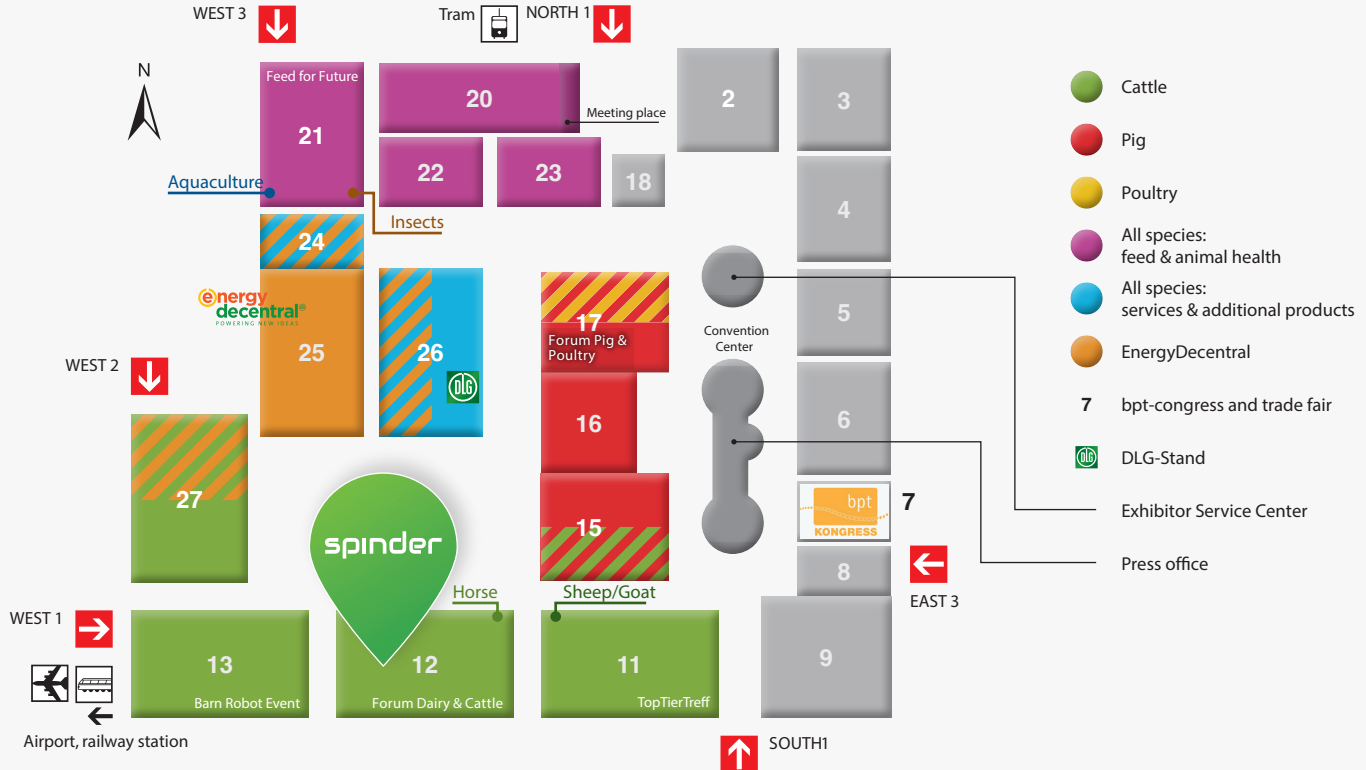 WEST 3
Tram
NORTH 1
N
Feed for Future
21
20
Meeting place
2
3
22
23
18
4
Aquaculture
Insects
24
energy
decentral®
POWERING NEW IDEAS
25
26
DLG
17
Forum Pig &
Poultry
16
15
Convention
Center
5
6
WEST 2
27
spinder
bpt
KONGRESS
7
8
EAST 3
9
Horse
Sheep/Goat
WEST 1
13
Barn Robot Event
12
Forum Dairy & Cattle
11
TopTierTreff
Airport, railway station
SOUTH1
Cattle
Pig
Poultry
All species:
feed & animal health
All species:
services & additional products
EnergyDecentral
7 bpt-congress and trade fair
DLG DLG-Stand
Exhibitor Service Center
Press office